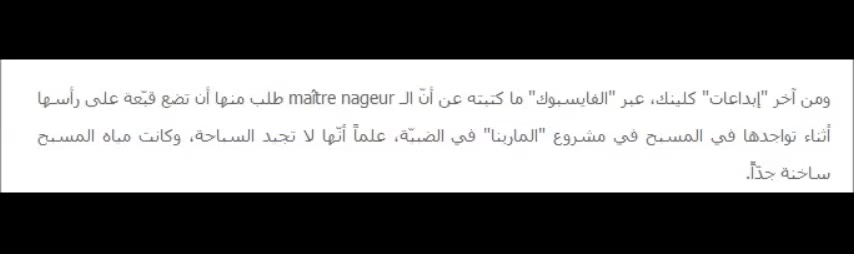 ومن آخر "إبداعات" كلينك، عبر "الفايسبوك" ما كتبته عن أنّ الـ maître nageur طلب منها أن تضع قبّعة على رأسها
أثناء تواجدها في المسبح في مشروع "المارينا" في الضبيّة، علماً أنّها لا تجيد السباحة، وكانت مياه المسبح
ساخنة جدّاً.